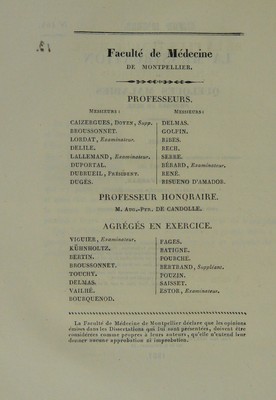 Faculté de Médecine
DE MONTPELLIER.
PROFESSEURS.
MESSIEURS : MESSIEURS :
CAIZERGUES, DOYEN, Supp. DELMAS.
BROUSSONNET. GOLFIN.
LORDAT, Examinateur. RIBES.
DELILE. RECH.
LALLEMAND, Examinateur. SERRE.
DUPORTAL. BÉRARD, Examinateur.
DUBRUEIL, PRÉSIDENT. RENÉ.
DUGÈS. RISUENO D'AMADOR.
PROFESSEUR HONORAIRE.
M. AUG.-PYR. DE CANDOLLE.
AGRÉGÉS EN EXERCICE.
VIGUIER, Examinateur. FAGES.
KÜHNHOLTZ. BATIGNE.
BERTIN. POURCHÉ.
BROUSSONNET. BERTRAND, Suppléant.
TOUCHY. POUZIN.
DELMAS. SAISSET.
VAILHÉ. ESTOR, Examinateur.
BOURQUENOD.
La Faculté de Médecine de Montpellier déclare que les opinions
émises dans les Dissertations qui lui sont présentées, doivent être
considérées comme propres à leurs auteurs, qu'elle n'entend leur
donner aucune approbation ni improbation.